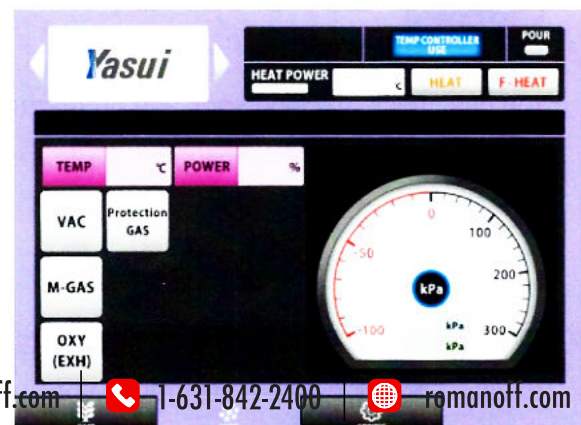 Yasui
TEMP CONTROLLER USE
POUR
HEAT POWER
℃
HEAT
F-HEAT
TEMP ℃ POWER %
VAC
Protection GAS
M-GAS
OXY (EXH)
0
-50
100
200
kPa
-100
kPa
kPa
300
ff.com 1-631-842-2400 romanoff.com